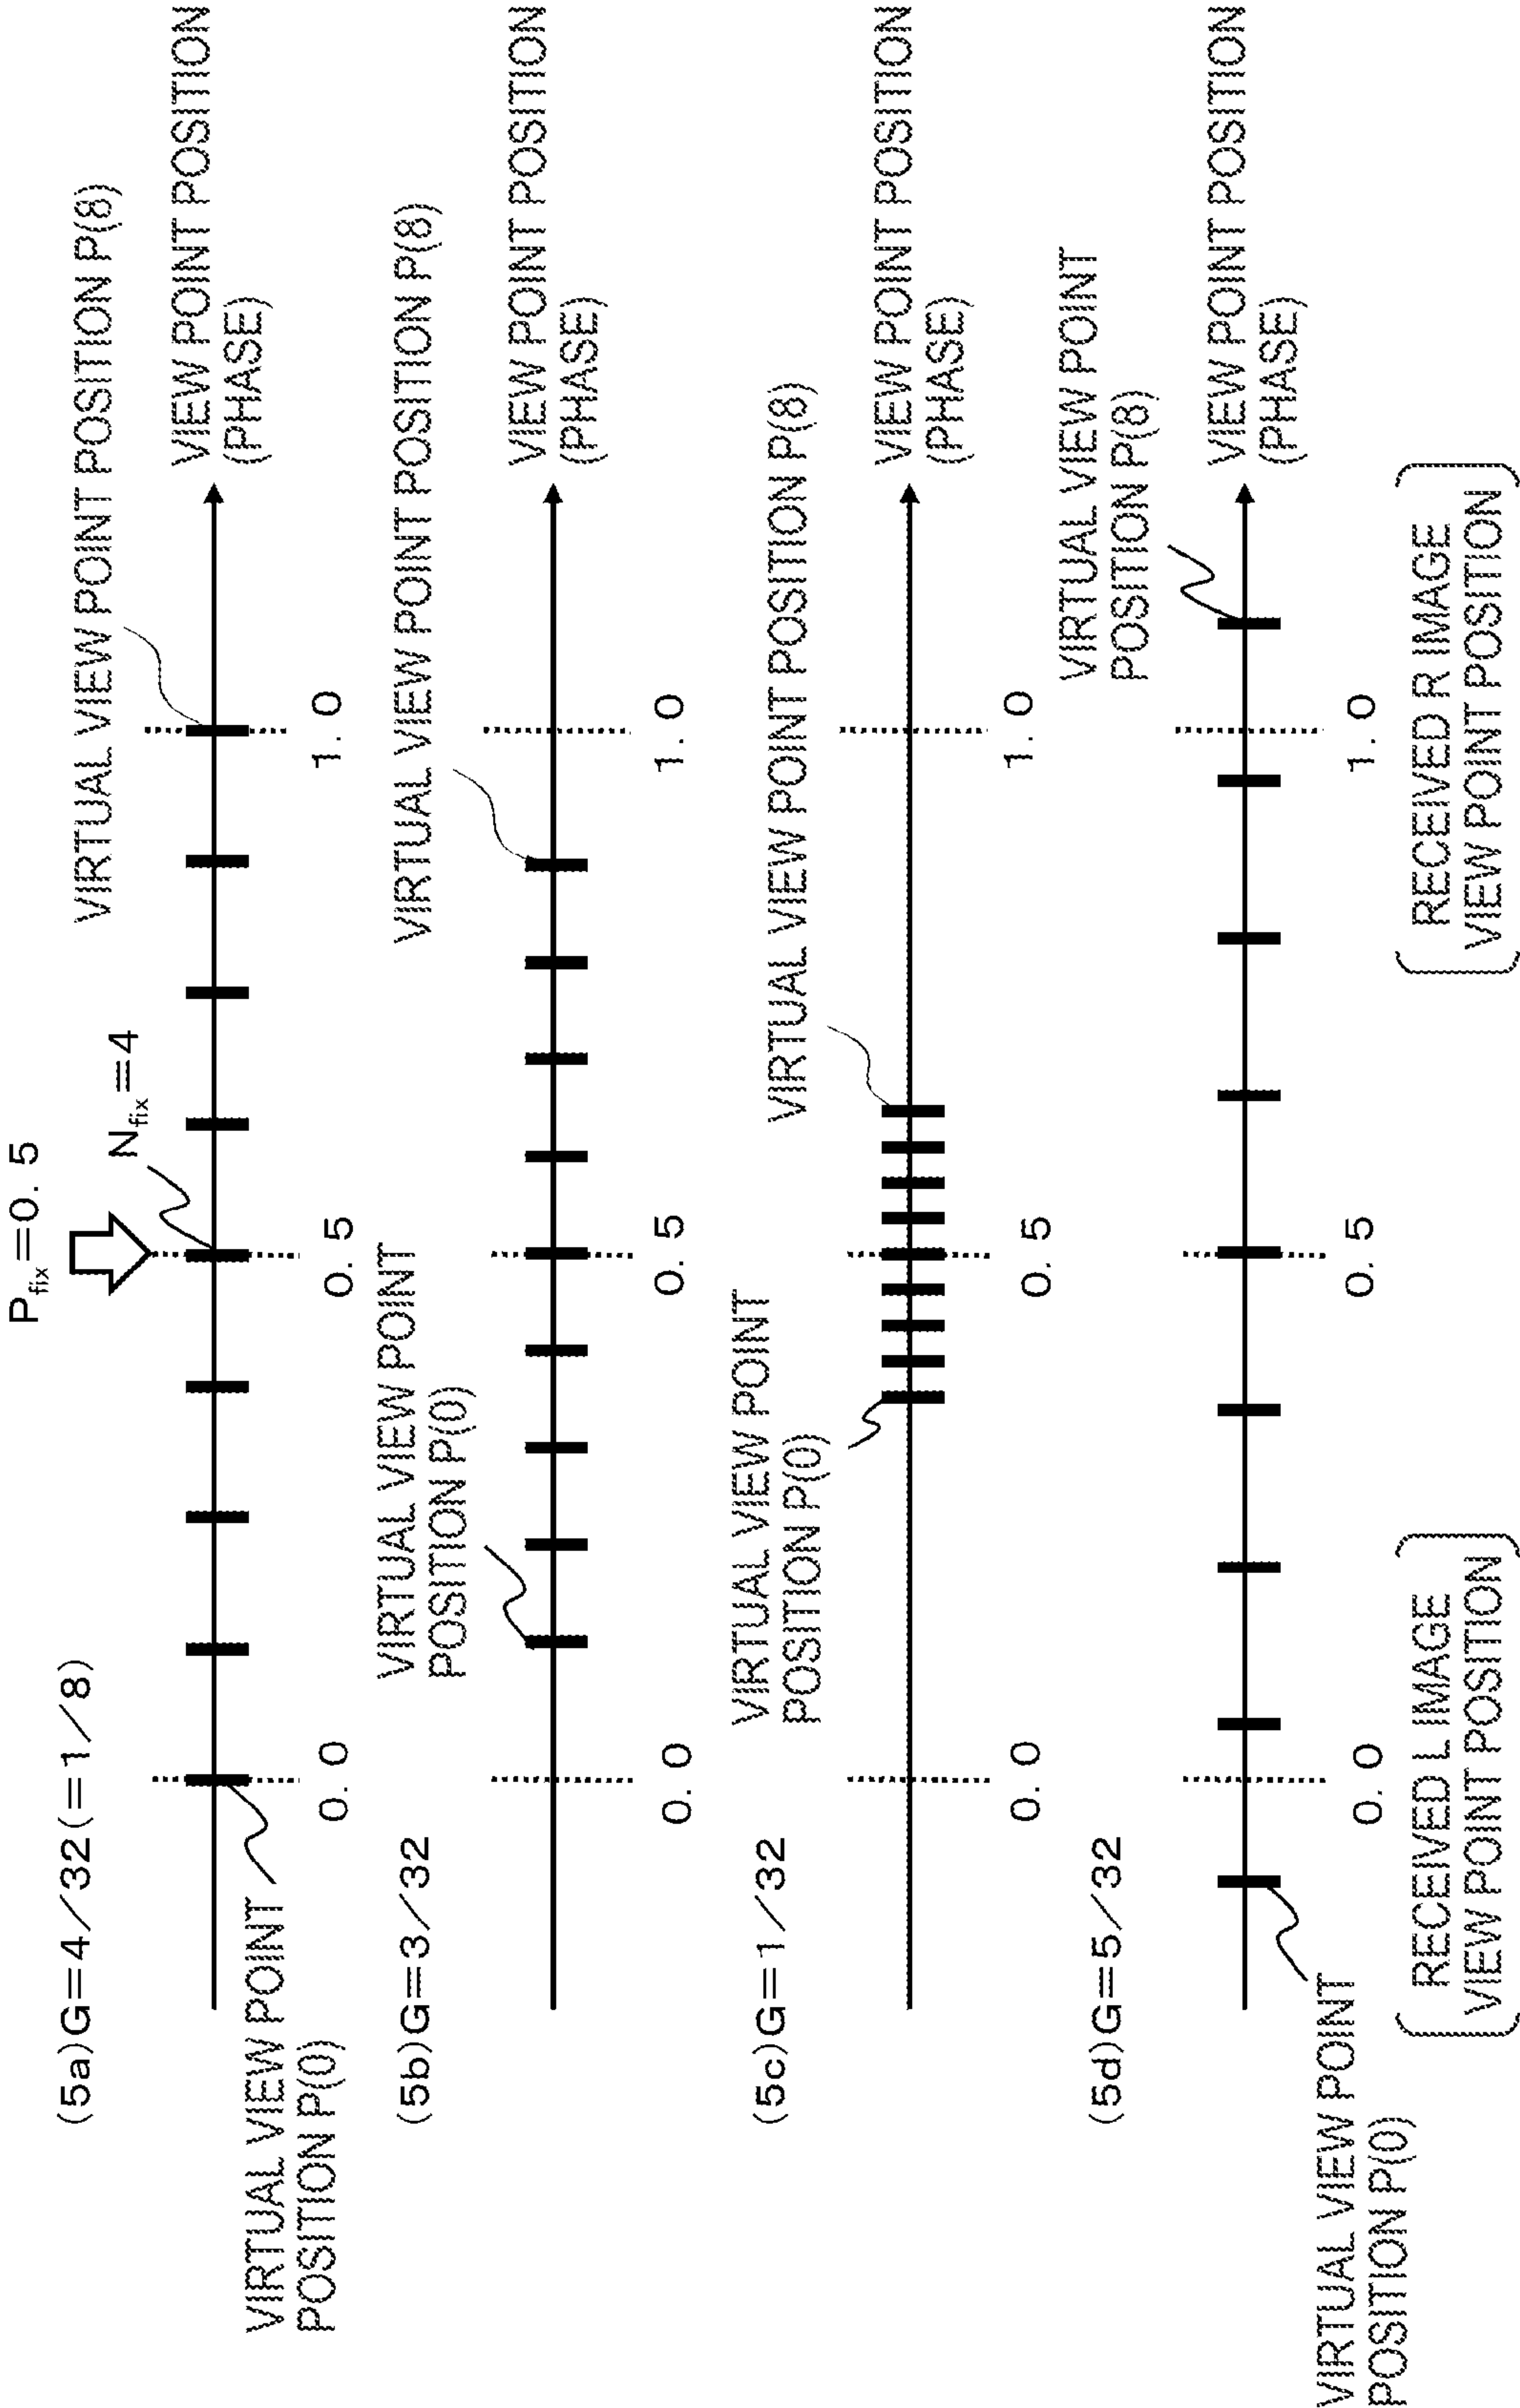 P fix=0. 5
(5a)G=4/32(=1/8)
N fix=4
VIRTUAL VIEW POINT POSITION P(8)
VIEW POINT POSITION
(PHASE)
0. 0
0. 5
1. 0
VIRTUAL VIEW POINT
POSITION P(0)
(5b)G=3/32
VIRTUAL VIEW POINT
POSITION P(0)
VIRTUAL VIEW POINT POSITION P(8)
VIEW POINT POSITION
(PHASE)
0. 0
0. 5
1. 0
(5c)G=1/32
VIRTUAL VIEW POINT
POSITION P(0)
VIRTUAL VIEW POINT POSITION P(8)
VIEW POINT POSITION
(PHASE)
0. 0
0. 5
1. 0
(5d)G=5/32
VIRTUAL VIEW POINT
POSITION P(8)
VIEW POINT POSITION
(PHASE)
0. 0
0. 5
1. 0
VIRTUAL VIEW POINT
POSITION P(0)
RECEIVED L IMAGE
VIEW POINT POSITION
RECEIVED R IMAGE
VIEW POINT POSITION